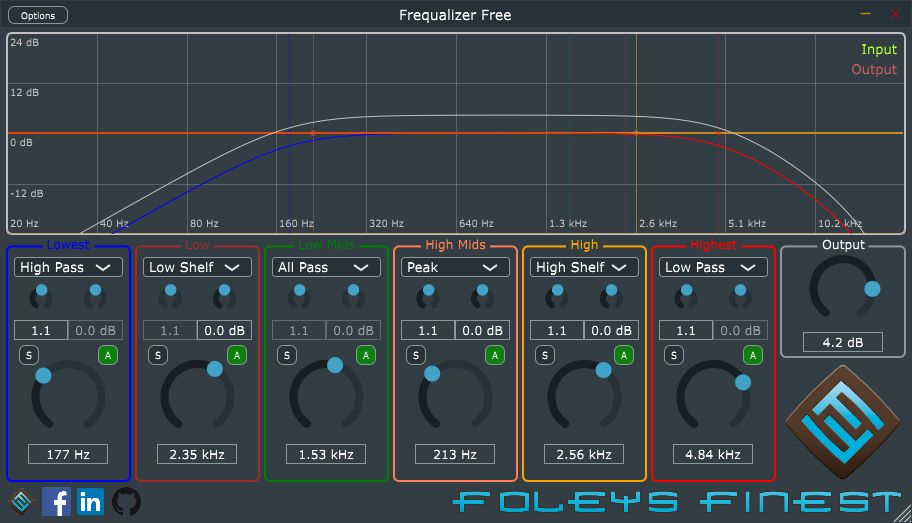 Options
Frequalizer Free
24 dB
Input
Output
12 dB
0 dB
-12 dB
20 Hz 40 Hz 80 Hz 160 Hz 320 Hz 640 Hz 1.3 kHz 2.6 kHz 5.1 kHz 10.2 kHz
Lowest Low Low Mids High Mids High Highest Output
High Pass Low Shelf All Pass Peak High Shelf Low Pass
1.1 0.0 dB 1.1 0.0 dB 1.1 0.0 dB 1.1 0.0 dB 1.1 0.0 dB 1.1 0.0 dB
4.2 dB
S A S A S A S A S A S A
177 Hz 2.35 kHz 1.53 kHz 213 Hz 2.56 kHz 4.84 kHz
f in FOLEYS FINEST